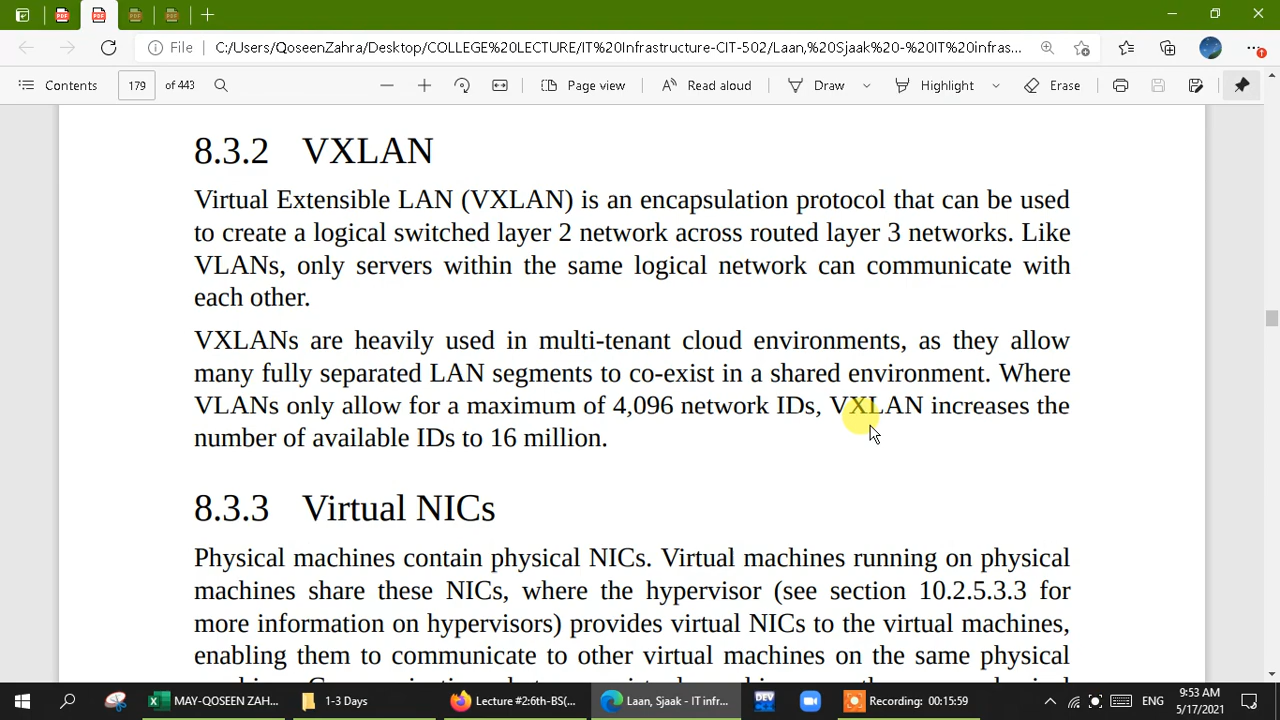 File
C:/Users/QoseenZahra/Desktop/COLLEGE%20LECTURE/IT%20Infrastructure-CIT-502/Laan,%20Sjaak%20-%20IT%20infras...
Contents
179
of 443
Page view
Read aloud
Draw
Highlight
Erase
8.3.2 VXLAN
Virtual Extensible LAN (VXLAN) is an encapsulation protocol that can be used
to create a logical switched layer 2 network across routed layer 3 networks. Like
VLANs, only servers within the same logical network can communicate with
each other.
VXLANs are heavily used in multi-tenant cloud environments, as they allow
many fully separated LAN segments to co-exist in a shared environment. Where
VLANs only allow for a maximum of 4,096 network IDs, VXLAN increases the
number of available IDs to 16 million.
8.3.3 Virtual NICs
Physical machines contain physical NICs. Virtual machines running on physical
machines share these NICs, where the hypervisor (see section 10.2.5.3.3 for
more information on hypervisors) provides virtual NICs to the virtual machines,
enabling them to communicate to other virtual machines on the same physical
MAY-QOSEEN ZAH...
1-3 Days
Lecture #2:6th-BS(...
Laan, Sjaak - IT infr...
DEV
Recording: 00:15:59
ENG
9:53 AM
5/17/2021